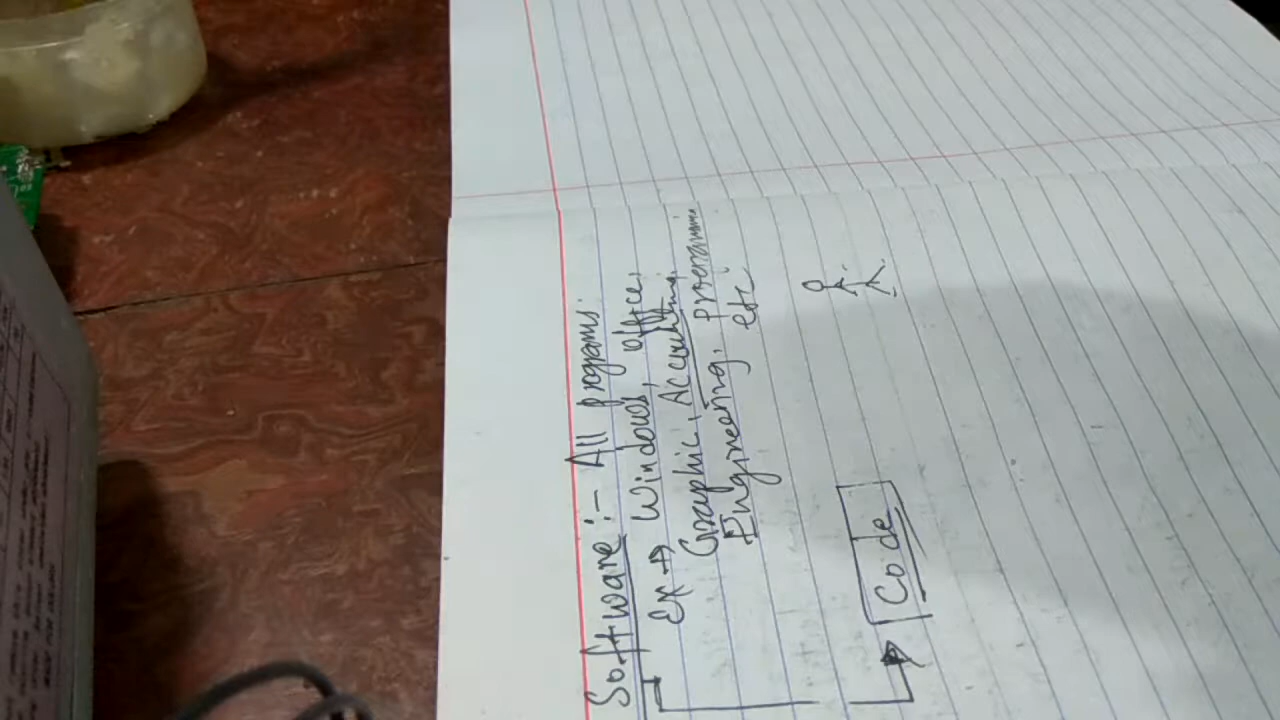 Software :- All programs.
Ex → Windows, office,
Graphic, Accounting,
Engineering, programming
etc.
Code